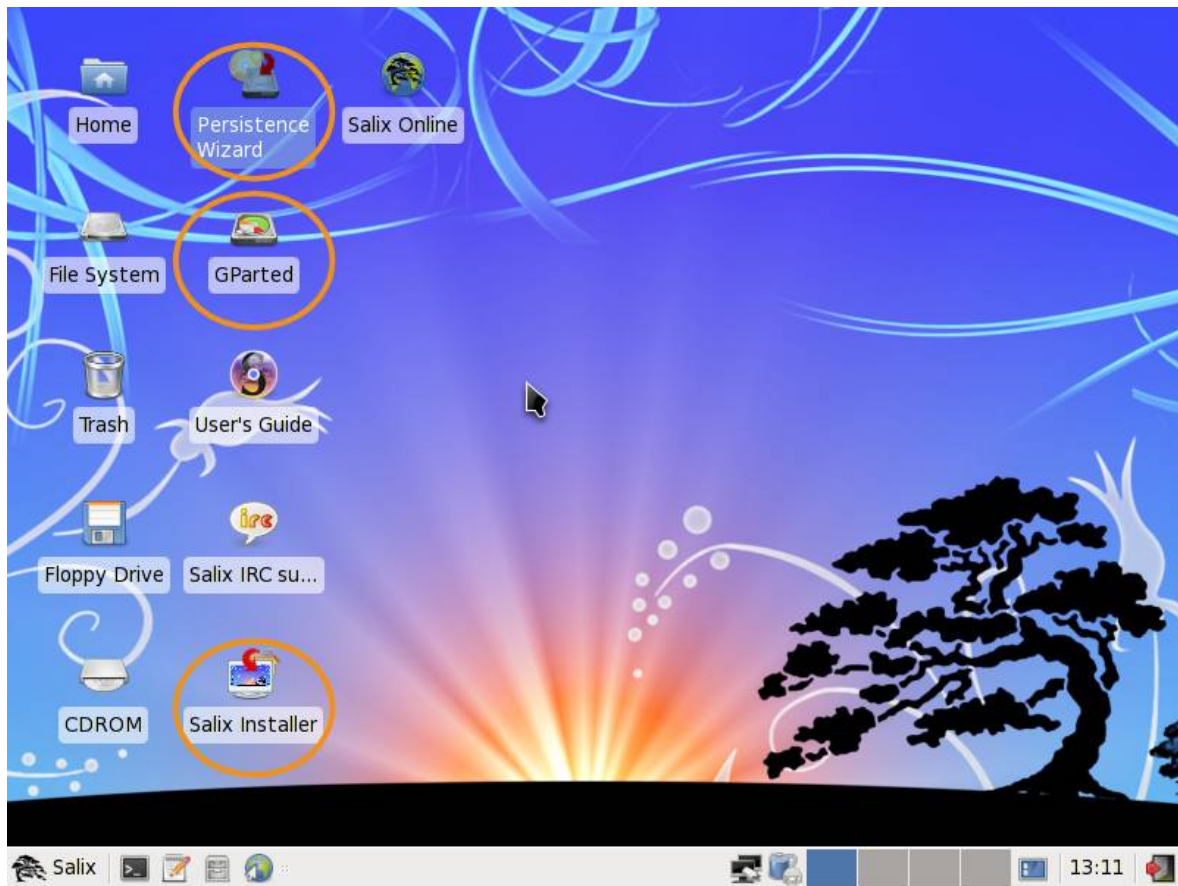 Home
Persistence
Wizard
Salix Online
File System
GParted
Trash
User's Guide
Floppy Drive
irc
Salix IRC su...
CDROM
Salix Installer
Salix
13:11